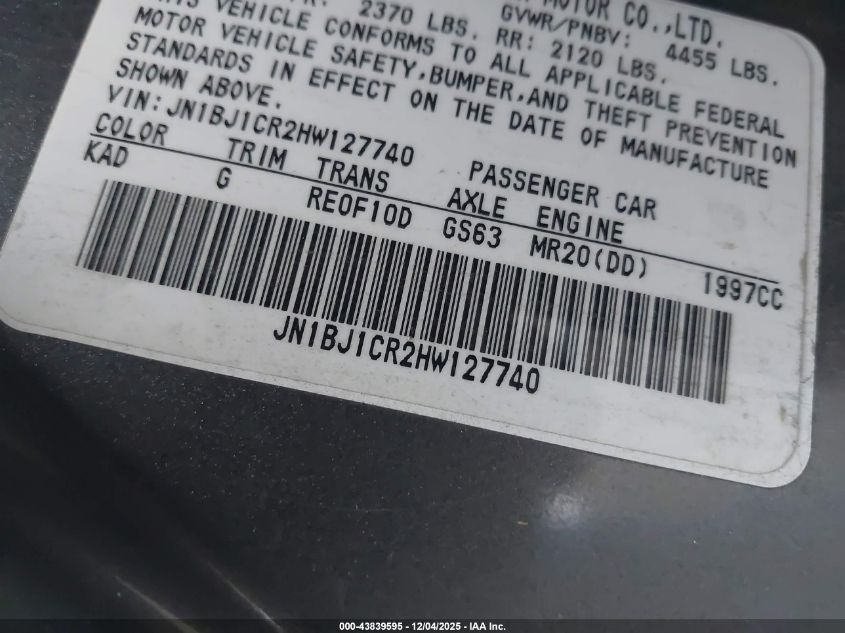 MOTOR CO.,LTD.
2370 LBS. GVWR/PNBV: 4455 LBS.
RR: 2120 LBS.
VEHICLE CONFORMS TO ALL APPLICABLE FEDERAL
MOTOR VEHICLE SAFETY,BUMPER,AND THEFT PREVENTION
STANDARDS IN EFFECT ON THE DATE OF MANUFACTURE
SHOWN ABOVE.
VIN:JN1BJ1CR2HW127740 PASSENGER CAR
COLOR TRIM TRANS AXLE ENGINE
KAD G RE0F10D GS63 MR20(DD) 1997CC
JN1BJ1CR2HW127740
000-43839595 - 12/04/2025 - IAA Inc.